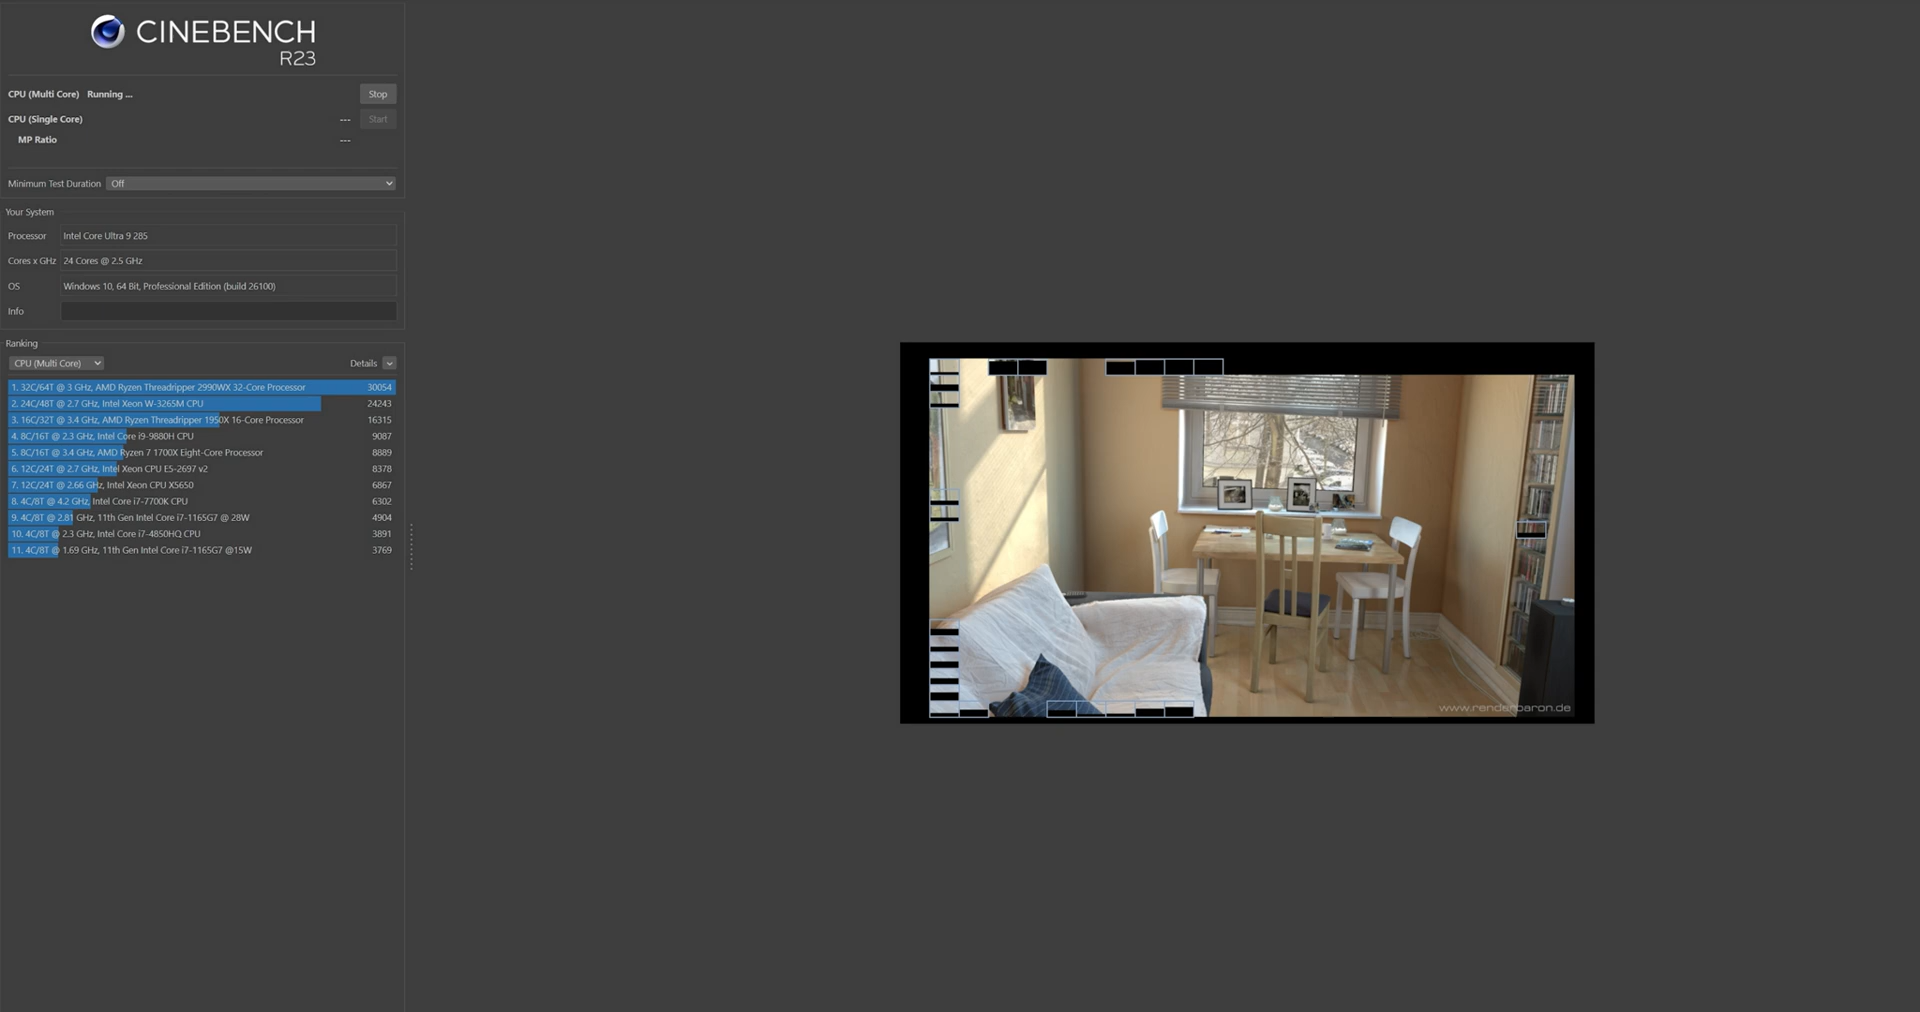 CINEBENCH
R23
CPU (Multi Core) Running ... Stop
CPU (Single Core) --- Start
MP Ratio ---
Minimum Test Duration Off
Your System
Processor Intel Core Ultra 9 285
Cores x GHz 24 Cores @ 2.5 GHz
OS Windows 10, 64 Bit, Professional Edition (build 26100)
Info
Ranking
CPU (Multi Core) Details
1. 32C/64T @ 3 GHz, AMD Ryzen Threadripper 2990WX 32-Core Processor 30054
2. 24C/48T @ 2.7 GHz, Intel Xeon W-3265M CPU 24243
3. 16C/32T @ 3.4 GHz, AMD Ryzen Threadripper 1950X 16-Core Processor 16315
4. 8C/16T @ 2.3 GHz, Intel Core i9-9880H CPU 9087
5. 8C/16T @ 3.4 GHz, AMD Ryzen 7 1700X Eight-Core Processor 8889
6. 12C/24T @ 2.7 GHz, Intel Xeon CPU E5-2697 v2 8378
7. 12C/24T @ 2.66 GHz, Intel Xeon CPU X5650 6867
8. 4C/8T @ 4.2 GHz, Intel Core i7-7700K CPU 6302
9. 4C/8T @ 2.81 GHz, 11th Gen Intel Core i7-1165G7 @ 28W 4904
10. 4C/8T @ 2.3 GHz, Intel Core i7-4850HQ CPU 3891
11. 4C/8T @ 1.69 GHz, 11th Gen Intel Core i7-1165G7 @15W 3769
www.renderbaron.de